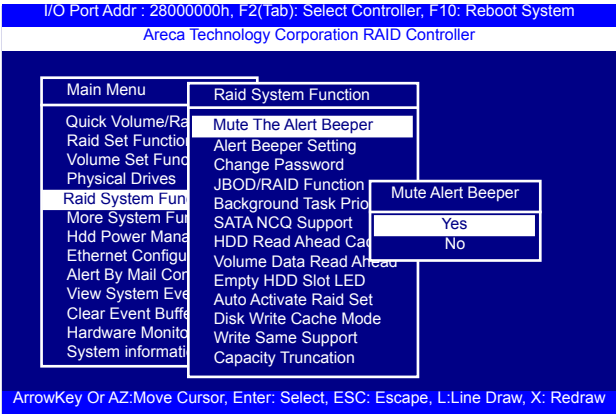 I/O Port Addr : 28000000h, F2(Tab): Select Controller, F10: Reboot System
Areca Technology Corporation RAID Controller
Main Menu
Quick Volume/Ra
Raid Set Function
Volume Set Func
Physical Drives
Raid System Fun
More System Fun
Hdd Power Mana
Ethernet Configu
Alert By Mail Con
View System Eve
Clear Event Buffe
Hardware Monito
System informati
Raid System Function
Mute The Alert Beeper
Alert Beeper Setting
Change Password
JBOD/RAID Function
Background Task Prio
SATA NCQ Support
HDD Read Ahead Cac
Volume Data Read Ahead
Empty HDD Slot LED
Auto Activate Raid Set
Disk Write Cache Mode
Write Same Support
Capacity Truncation
Mute Alert Beeper
Yes
No
ArrowKey Or AZ:Move Cursor, Enter: Select, ESC: Escape, L:Line Draw, X: Redraw